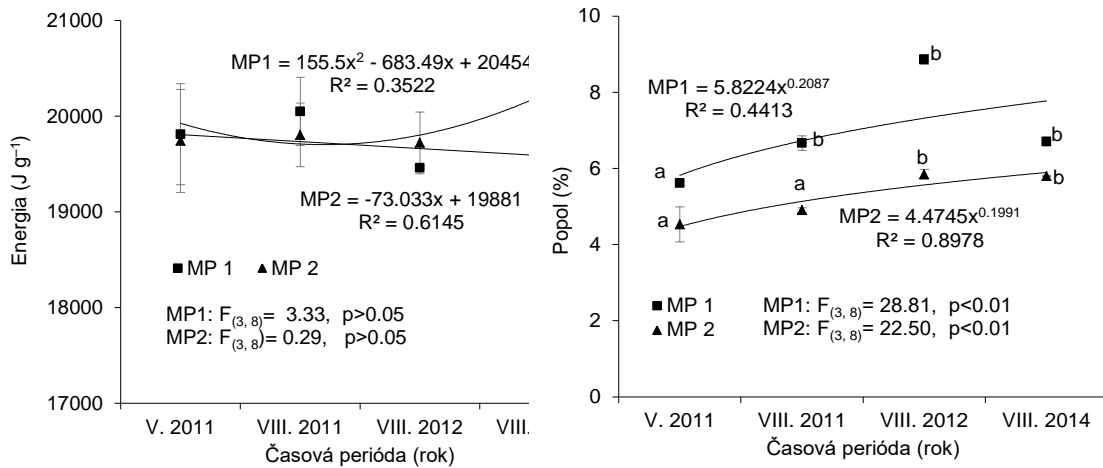 21000
20000
19000
18000
17000
Energia (J g⁻¹)
MP1 = 155.5x² - 683.49x + 20454
R² = 0.3522
MP2 = -73.033x + 19881
R² = 0.6145
MP 1 MP 2
MP1: F(3, 8)= 3.33, p>0.05
MP2: F(3, 8)= 0.29, p>0.05
V. 2011 VIII. 2011 VIII. 2012 VIII.
Časová perióda (rok)
10
8
6
4
2
0
Popol (%)
MP1 = 5.8224x^0.2087
R² = 0.4413
a b b b
a a b b
MP2 = 4.4745x^0.1991
R² = 0.8978
MP 1 MP1: F(3, 8)= 28.81, p<0.01
MP 2 MP2: F(3, 8)= 22.50, p<0.01
V. 2011 VIII. 2011 VIII. 2012 VIII. 2014
Časová perióda (rok)